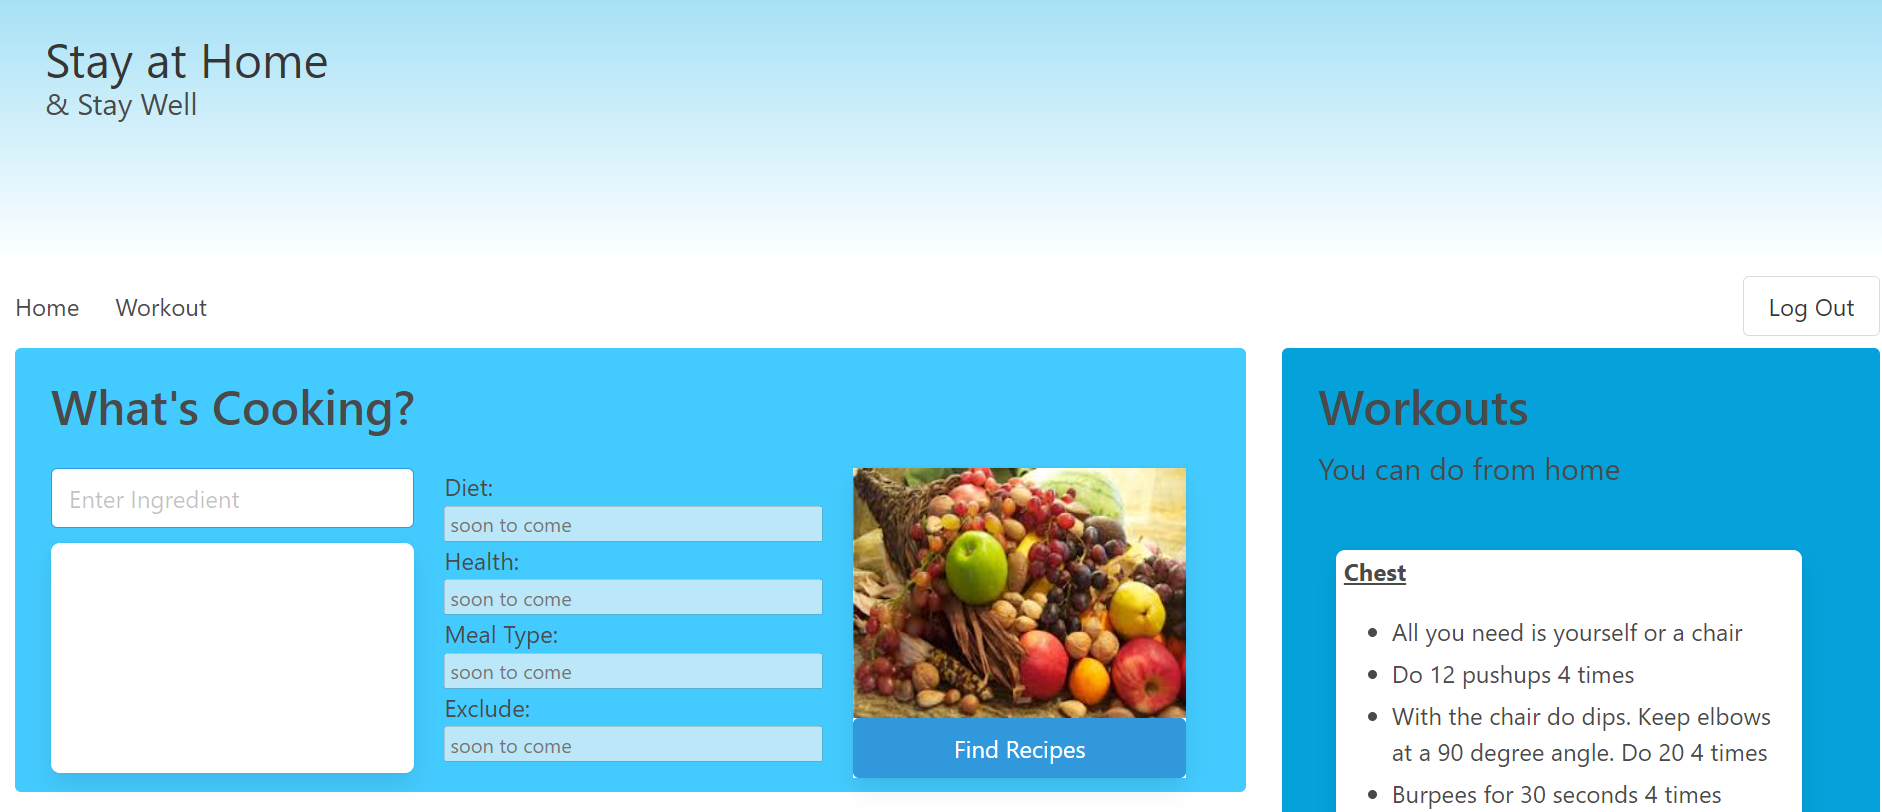 Stay at Home
& Stay Well
Home Workout Log Out
What's Cooking?
Enter Ingredient
Diet:
soon to come
Health:
soon to come
Meal Type:
soon to come
Exclude:
soon to come
Find Recipes
Workouts
You can do from home
Chest
All you need is yourself or a chair
Do 12 pushups 4 times
With the chair do dips. Keep elbows
at a 90 degree angle. Do 20 4 times
Burpees for 30 seconds 4 times